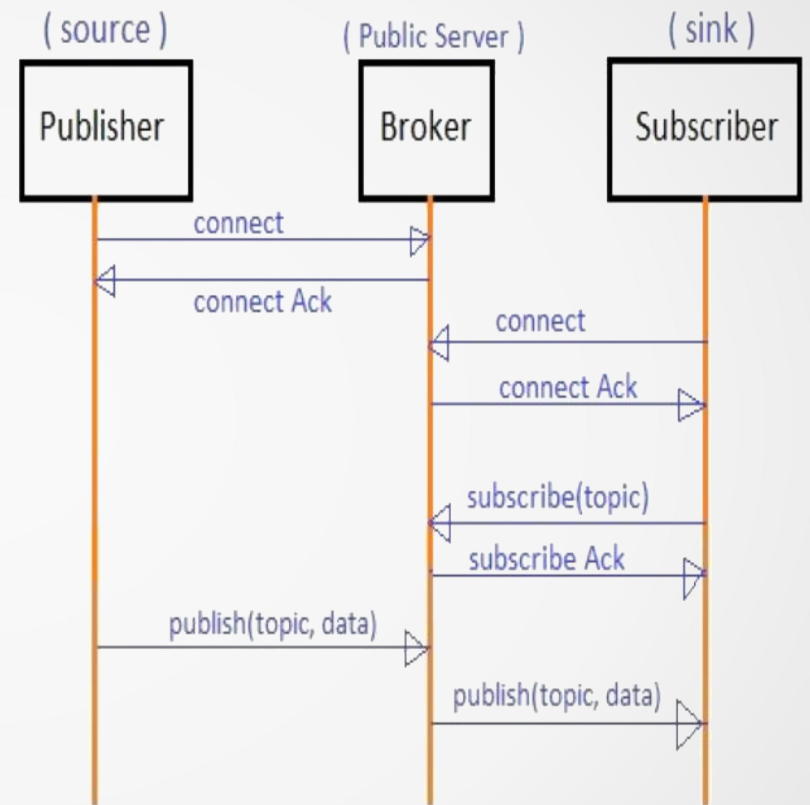 ( source )
( Public Server )
( sink )
Publisher
Broker
Subscriber
connect
connect Ack
connect
connect Ack
subscribe(topic)
subscribe Ack
publish(topic, data)
publish(topic, data)